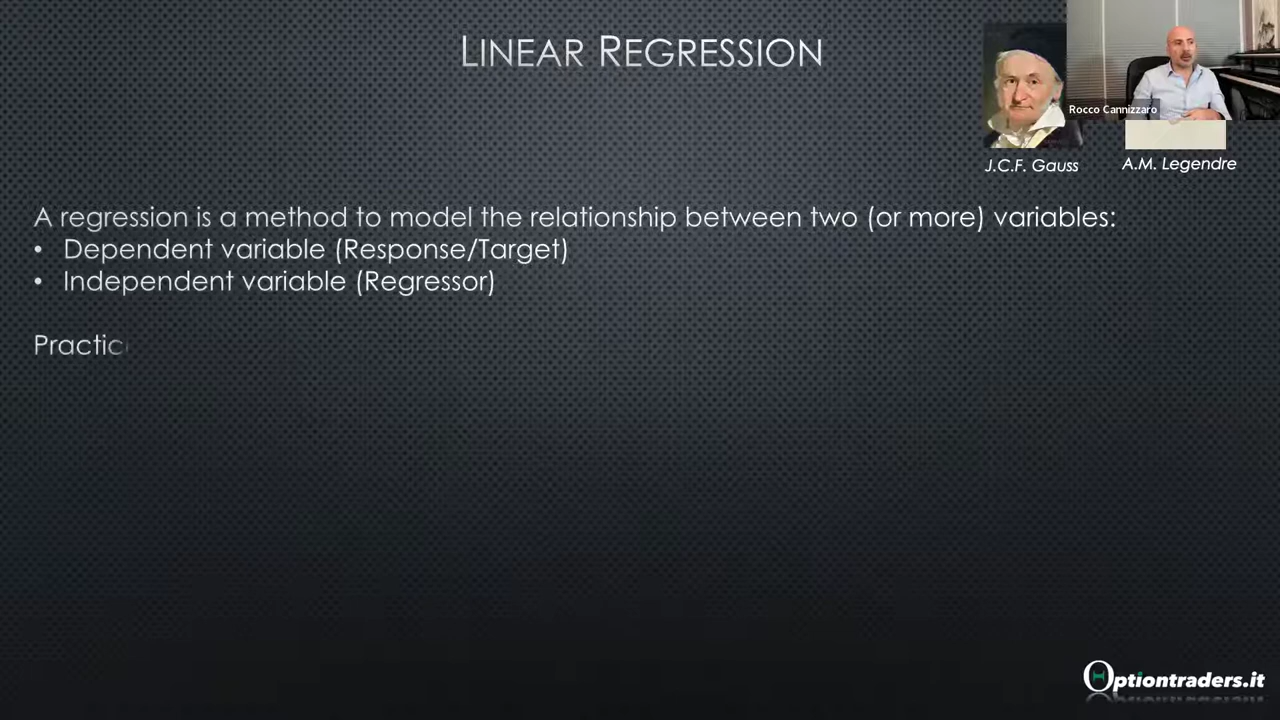 LINEAR REGRESSION
Rocco Cannizzaro
J.C.F. Gauss
A.M. Legendre
A regression is a method to model the relationship between two (or more) variables:
• Dependent variable (Response/Target)
• Independent variable (Regressor)
Practic
Optiontraders.it